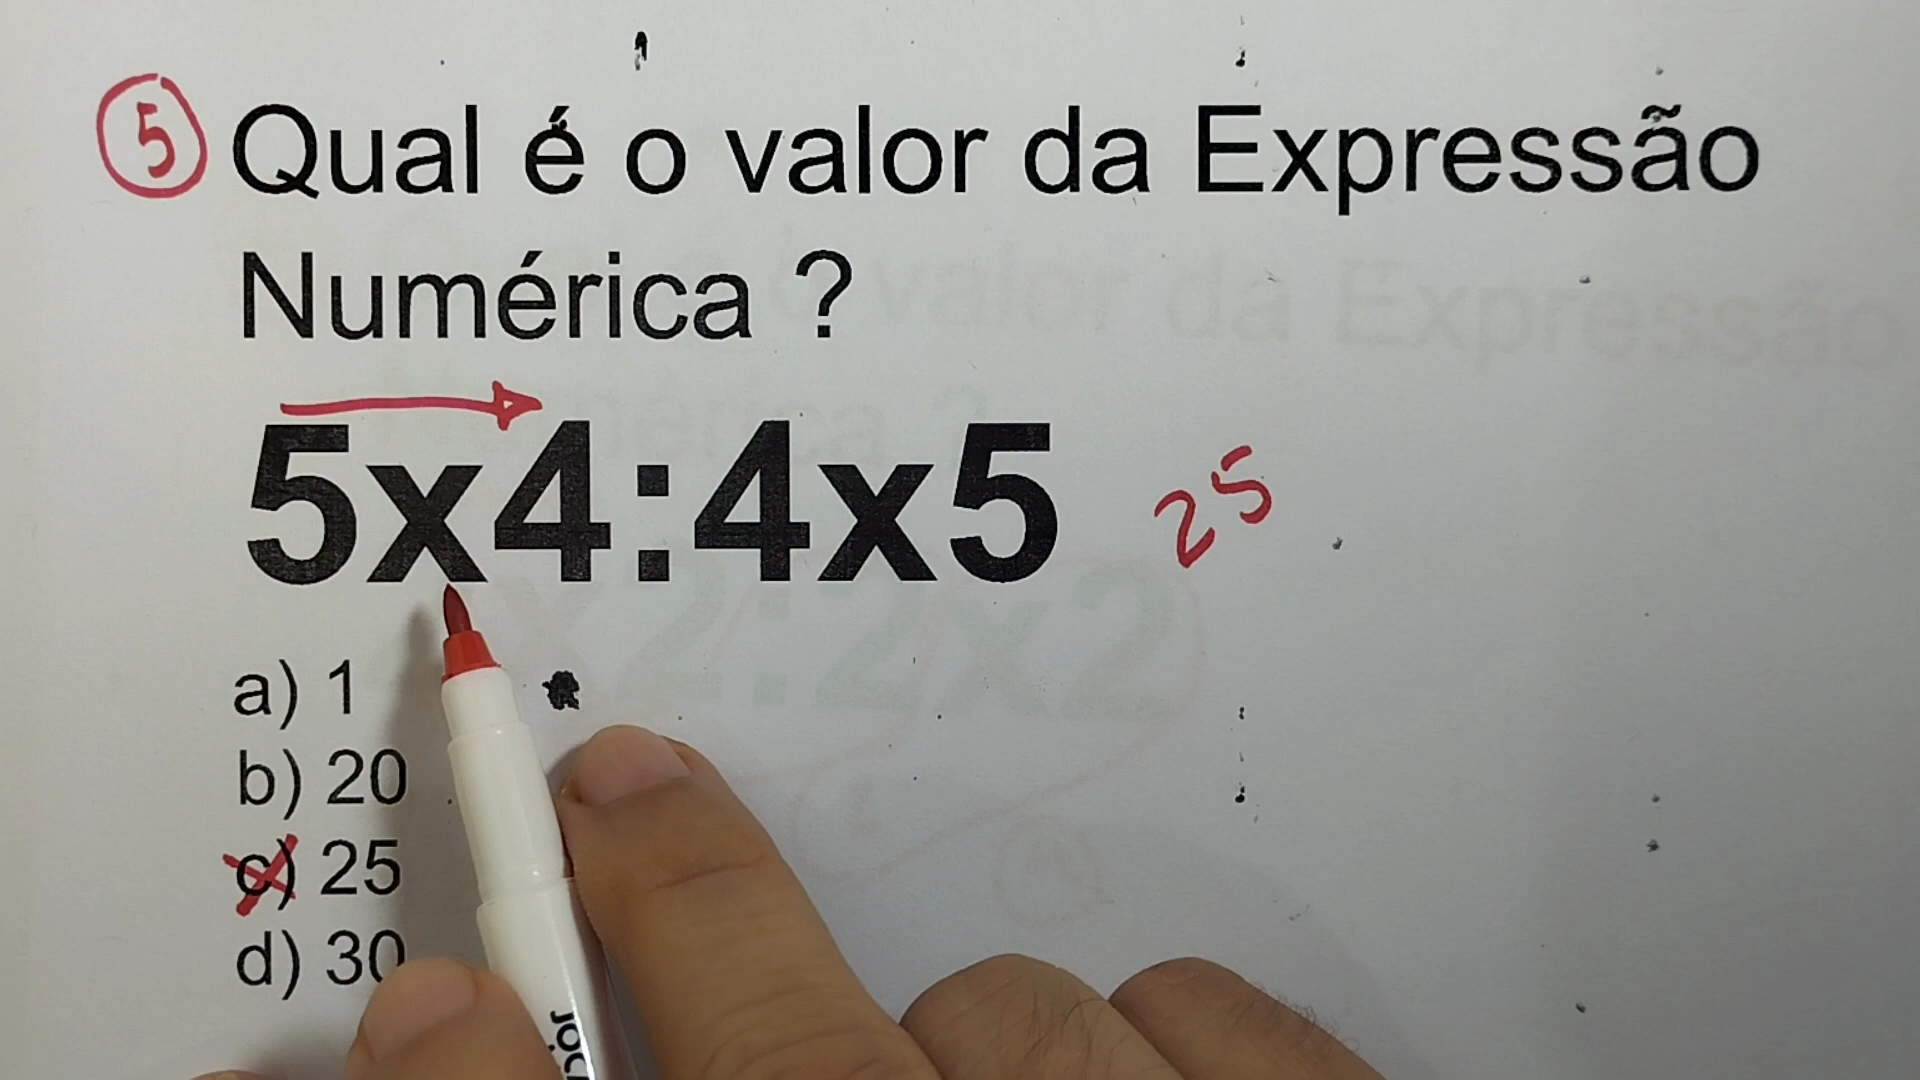 5 Qual é o valor da Expressão
Numérica ?
5x4:4x5 25
a) 1
b) 20
c) 25
d) 30